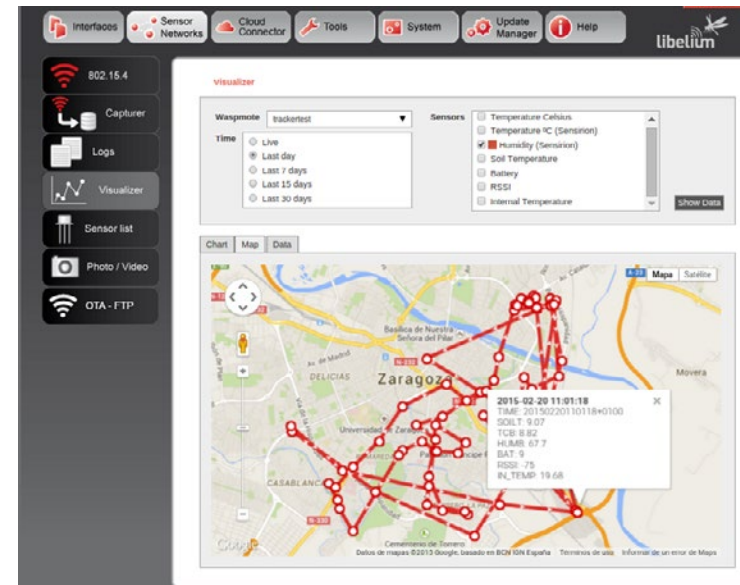 Interfaces
Sensor
Networks
Cloud
Connector
Tools
System
Update
Manager
Help
libelium
802.15.4
Capturer
Logs
Visualizer
Sensor list
Photo / Video
OTA - FTP
Visualizer
Waspmote
trackertest
Sensors
Temperature Celsius
Temperature ºC (Sensirion)
Humidity (Sensirion)
Soil Temperature
Battery
RSSI
Internal Temperature
Time
Live
Last day
Last 7 days
Last 15 days
Last 30 days
Show Data
Chart
Map
Data
Mapa
Satélite
Basílica de Nuestra
Señora del Pilar
Av. de Madrid
N-232
DELICIAS
Zaragoz
Movera
Universidad de Zarago
CASABLANC
N-330
Cementerio de Torrero
2015-02-20 11:01:18
TIME: 20150220110118+0100
SOILT: 9.07
TCB: 8.82
HUMB: 67.7
BAT: 9
RSSI: -75
IN_TEMP: 19.68
Google
Datos de mapas ©2015 Google, basado en BCN IGN España
Términos de uso
Informar de un error de Maps